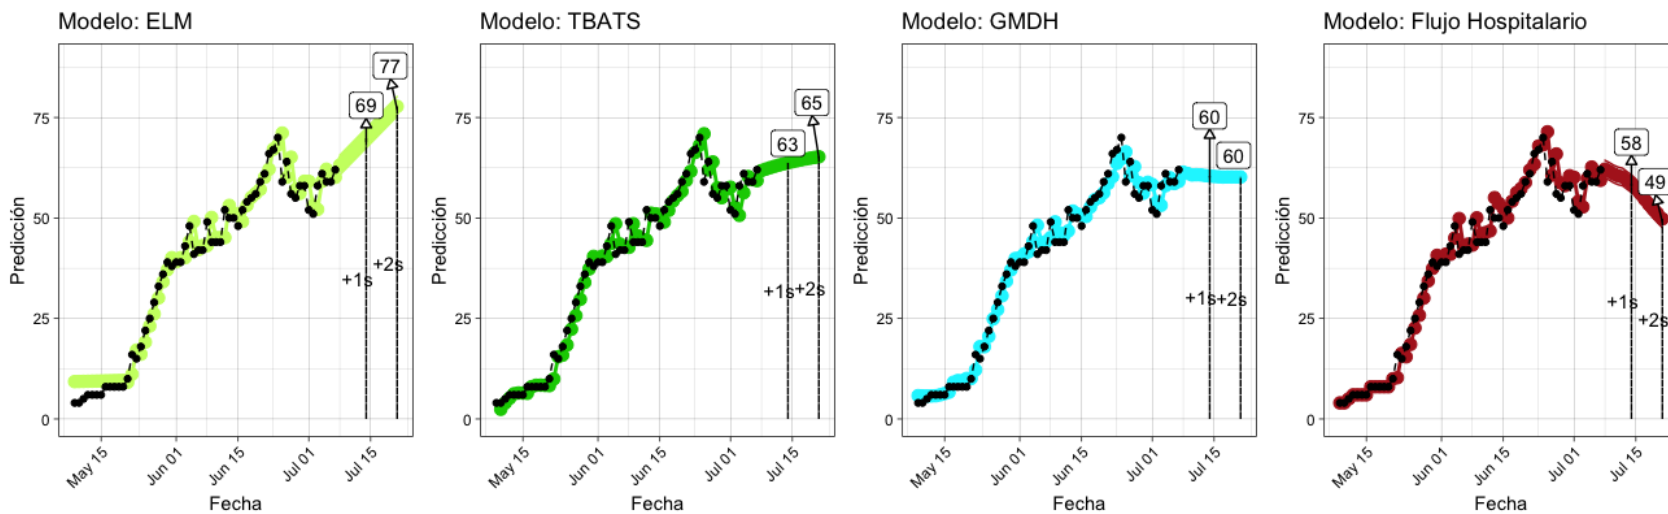 Modelo: ELM
Predicción
75
50
25
0
77
69
+1s
+2s
May 15
Jun 01
Jun 15
Jul 01
Jul 15
Fecha
Modelo: TBATS
Predicción
75
50
25
0
65
63
+1s
+2s
May 15
Jun 01
Jun 15
Jul 01
Jul 15
Fecha
Modelo: GMDH
Predicción
75
50
25
0
60
60
+1s
+2s
May 15
Jun 01
Jun 15
Jul 01
Jul 15
Fecha
Modelo: Flujo Hospitalario
Predicción
75
50
25
0
58
49
+1s
+2s
May 15
Jun 01
Jun 15
Jul 01
Jul 15
Fecha